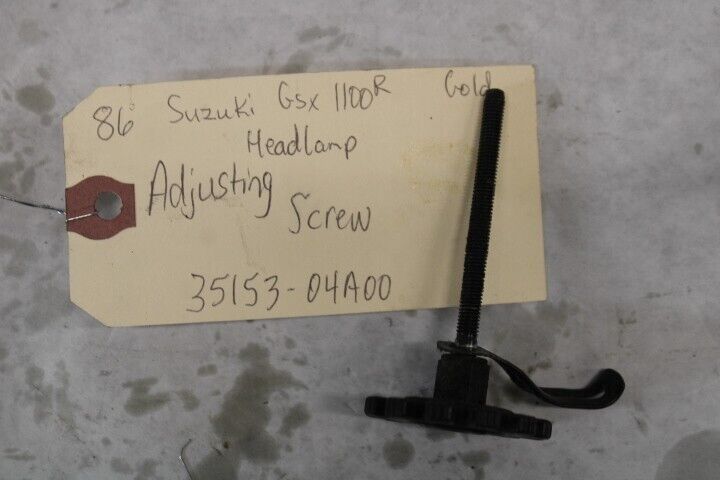 86 Suzuki Gsx 1100R Gold
Headlamp
Adjusting
Screw
35153-04A00